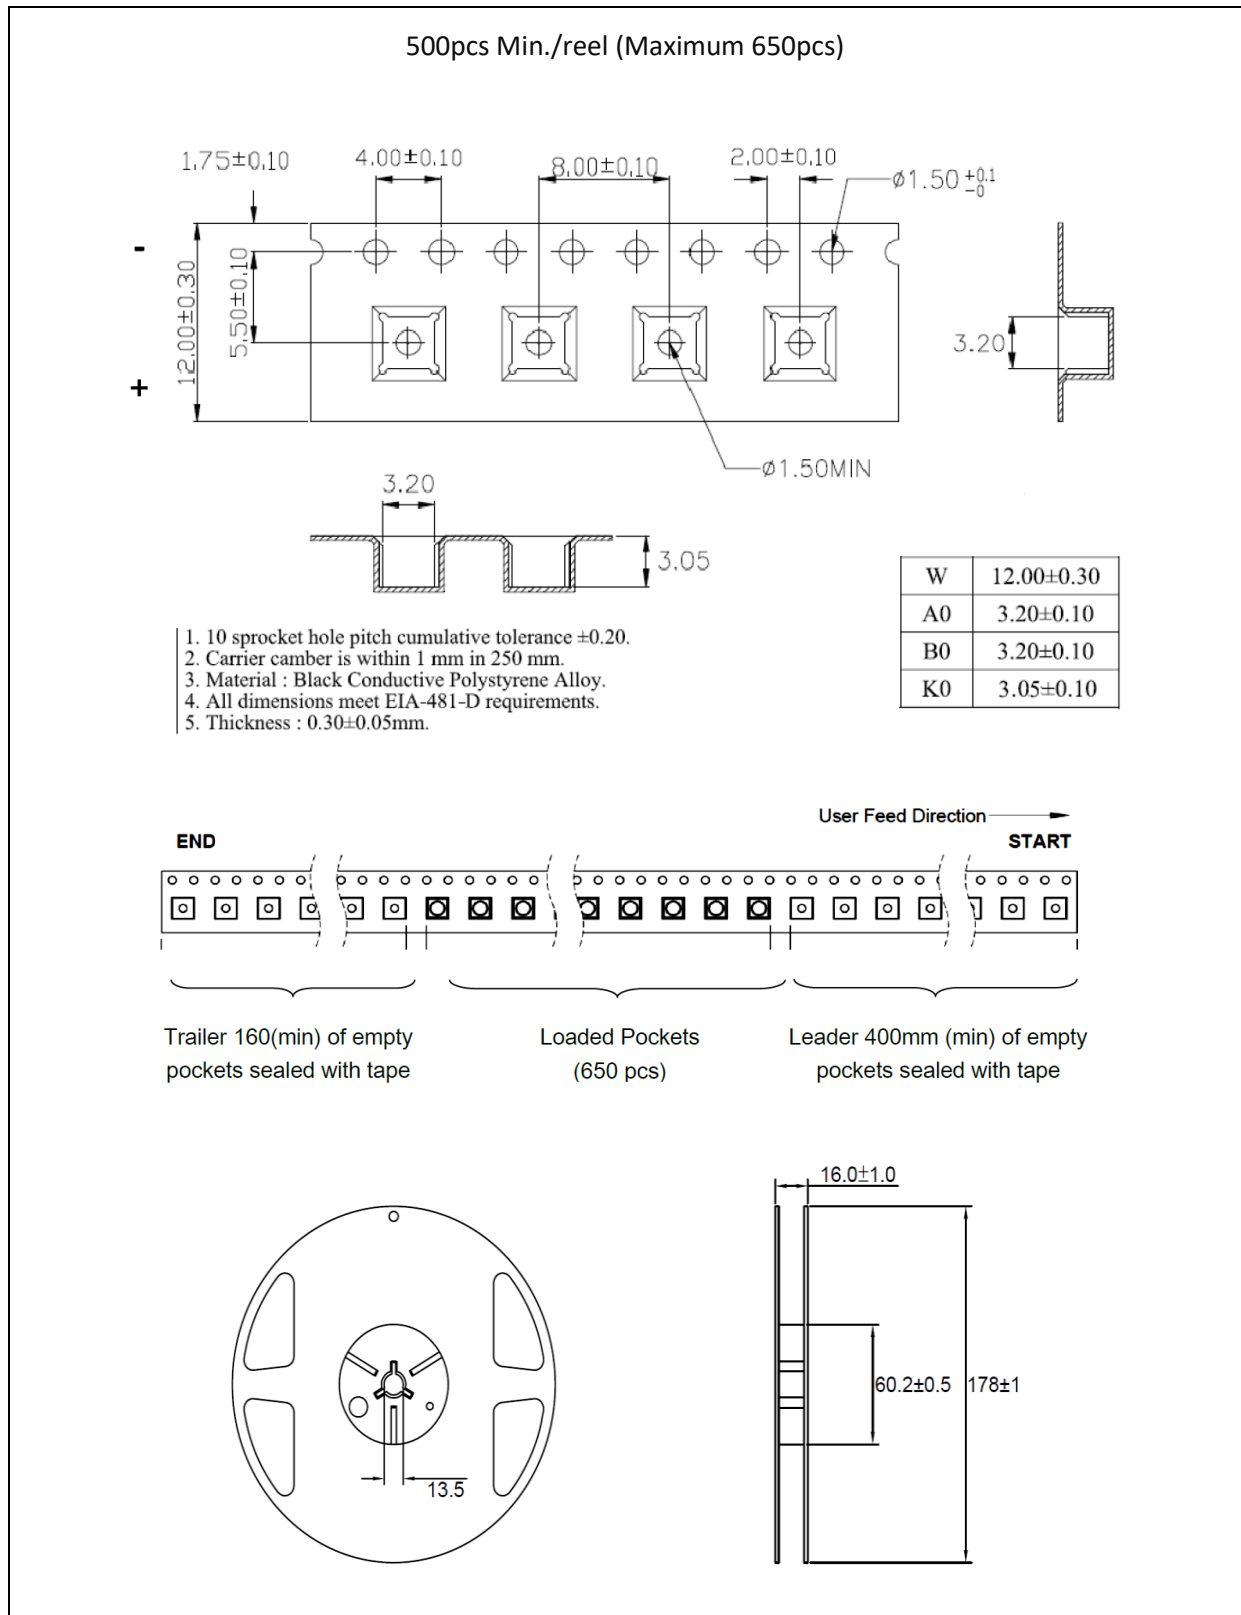 500pcs Min./reel (Maximum 650pcs)
1.75±0.10
4.00±0.10
8.00±0.10
2.00±0.10
ø1.50 +0.1 -0
-
+
12.00±0.30
5.50±0.10
3.20
ø1.50MIN
3.20
3.05
W 12.00±0.30
A0 3.20±0.10
B0 3.20±0.10
K0 3.05±0.10
1. 10 sprocket hole pitch cumulative tolerance ±0.20.
2. Carrier camber is within 1 mm in 250 mm.
3. Material : Black Conductive Polystyrene Alloy.
4. All dimensions meet EIA-481-D requirements.
5. Thickness : 0.30±0.05mm.
User Feed Direction
END
START
Trailer 160(min) of empty
pockets sealed with tape
Loaded Pockets
(650 pcs)
Leader 400mm (min) of empty
pockets sealed with tape
16.0±1.0
60.2±0.5
178±1
13.5